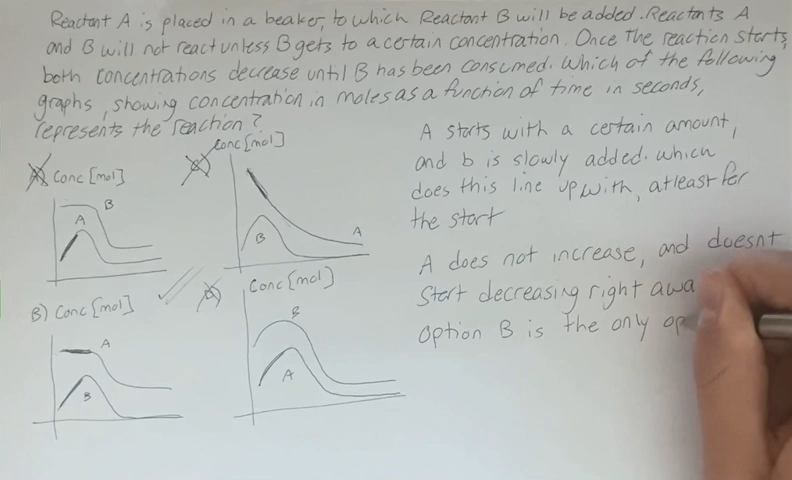 Reactant A is placed in a beaker, to which Reactant B will be added. Reactants A
and B will not react unless B gets to a certain concentration. Once the reaction starts,
both concentrations decrease until B has been consumed. Which of the following
graphs, showing concentration in moles as a function of time in seconds,
represents the reaction?
A Conc [mol]
B
A
C Conc [mol]
A
B
B) Conc [mol]
A
B
D Conc [mol]
B
A
A starts with a certain amount,
and b is slowly added. which
does this line up with, atleast for
the start
A does not increase, and doesnt
start decreasing right awa
option B is the only op